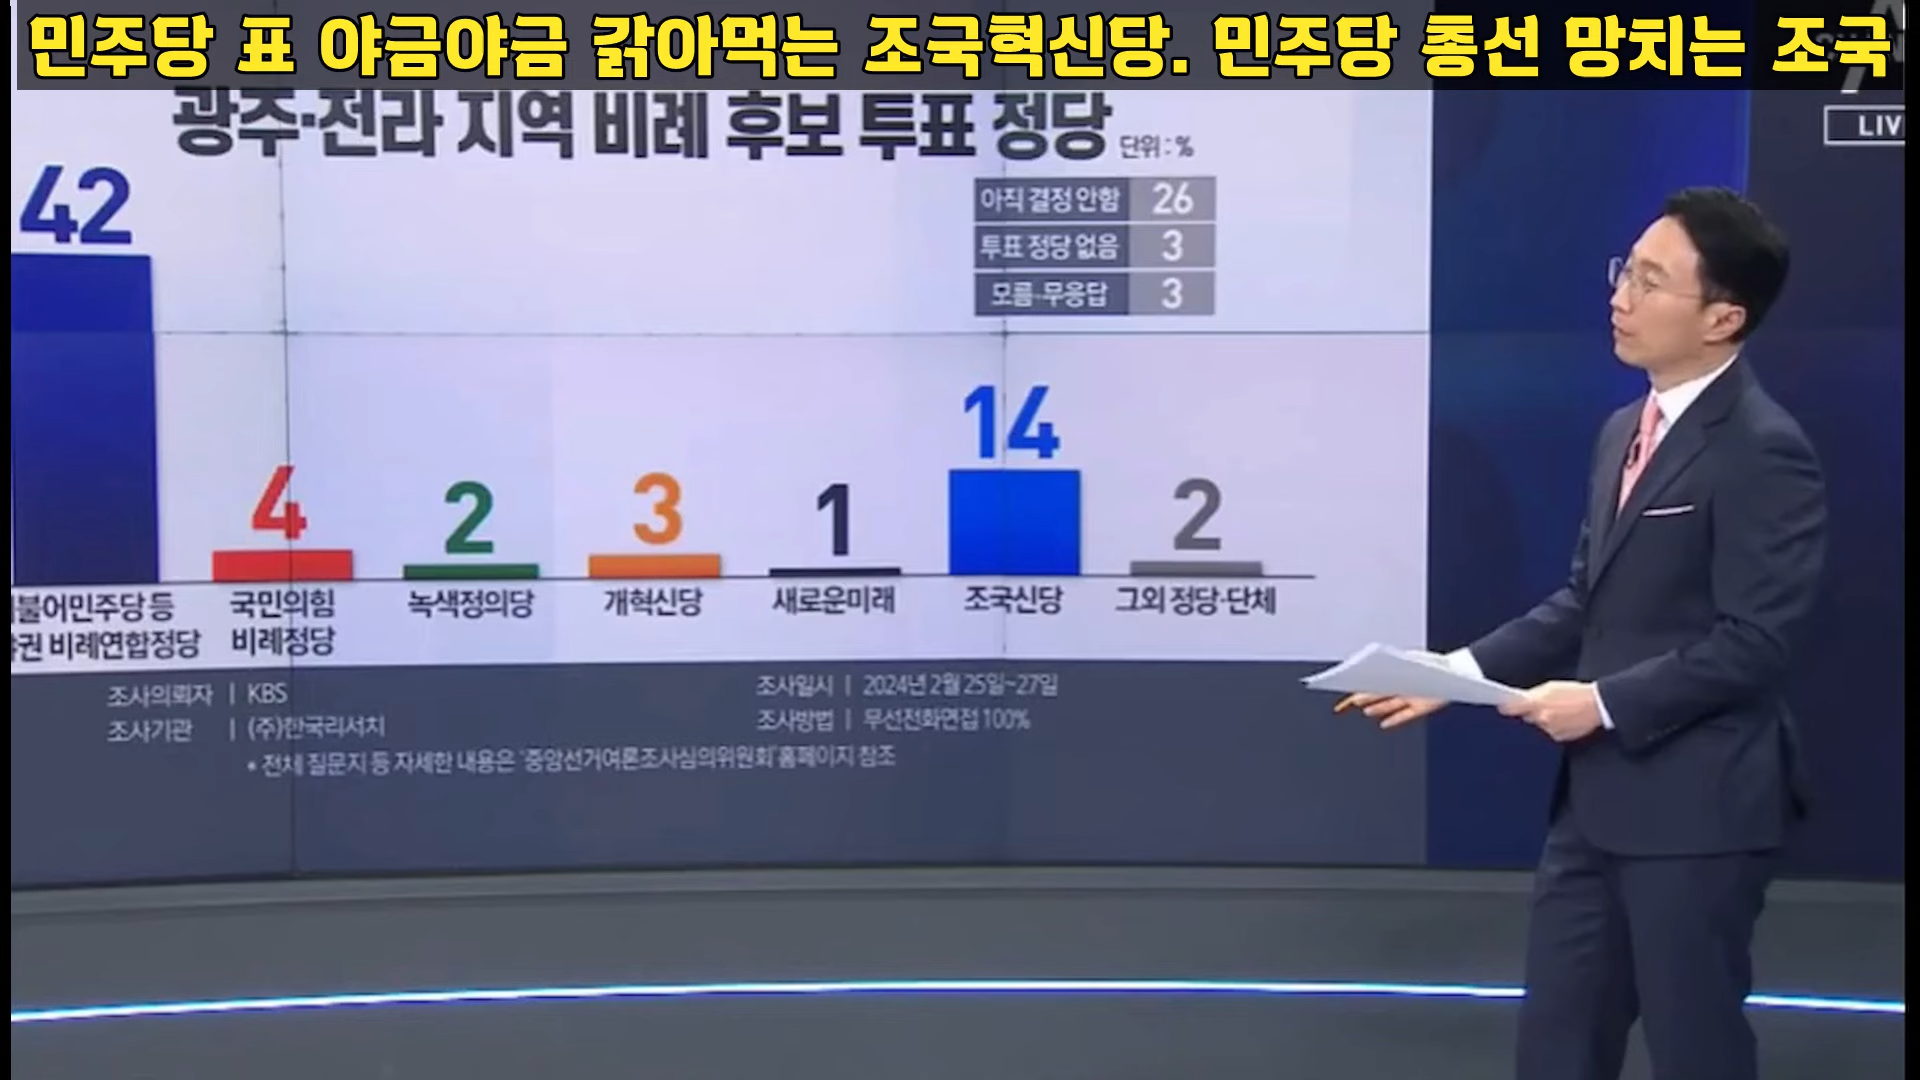 민주당 표 야금야금 갉아먹는 조국혁신당. 민주당 총선 망치는 조국
광주·전라 지역 비례 후보 투표 정당 단위 : %
LIV
아직 결정 안함 26
투표 정당 없음 3
모름·무응답 3
42
4
2
3
1
14
2
불어민주당 등
권 비례연합정당
국민의힘
비례정당
녹색정의당
개혁신당
새로운미래
조국신당
그외 정당·단체
조사의뢰자 | KBS
조사기관 | (주)한국리서치
조사일시 | 2024년 2월 25일~27일
조사방법 | 무선전화면접 100%
* 전체 질문지 등 자세한 내용은 '중앙선거여론조사심의위원회' 홈페이지 참조